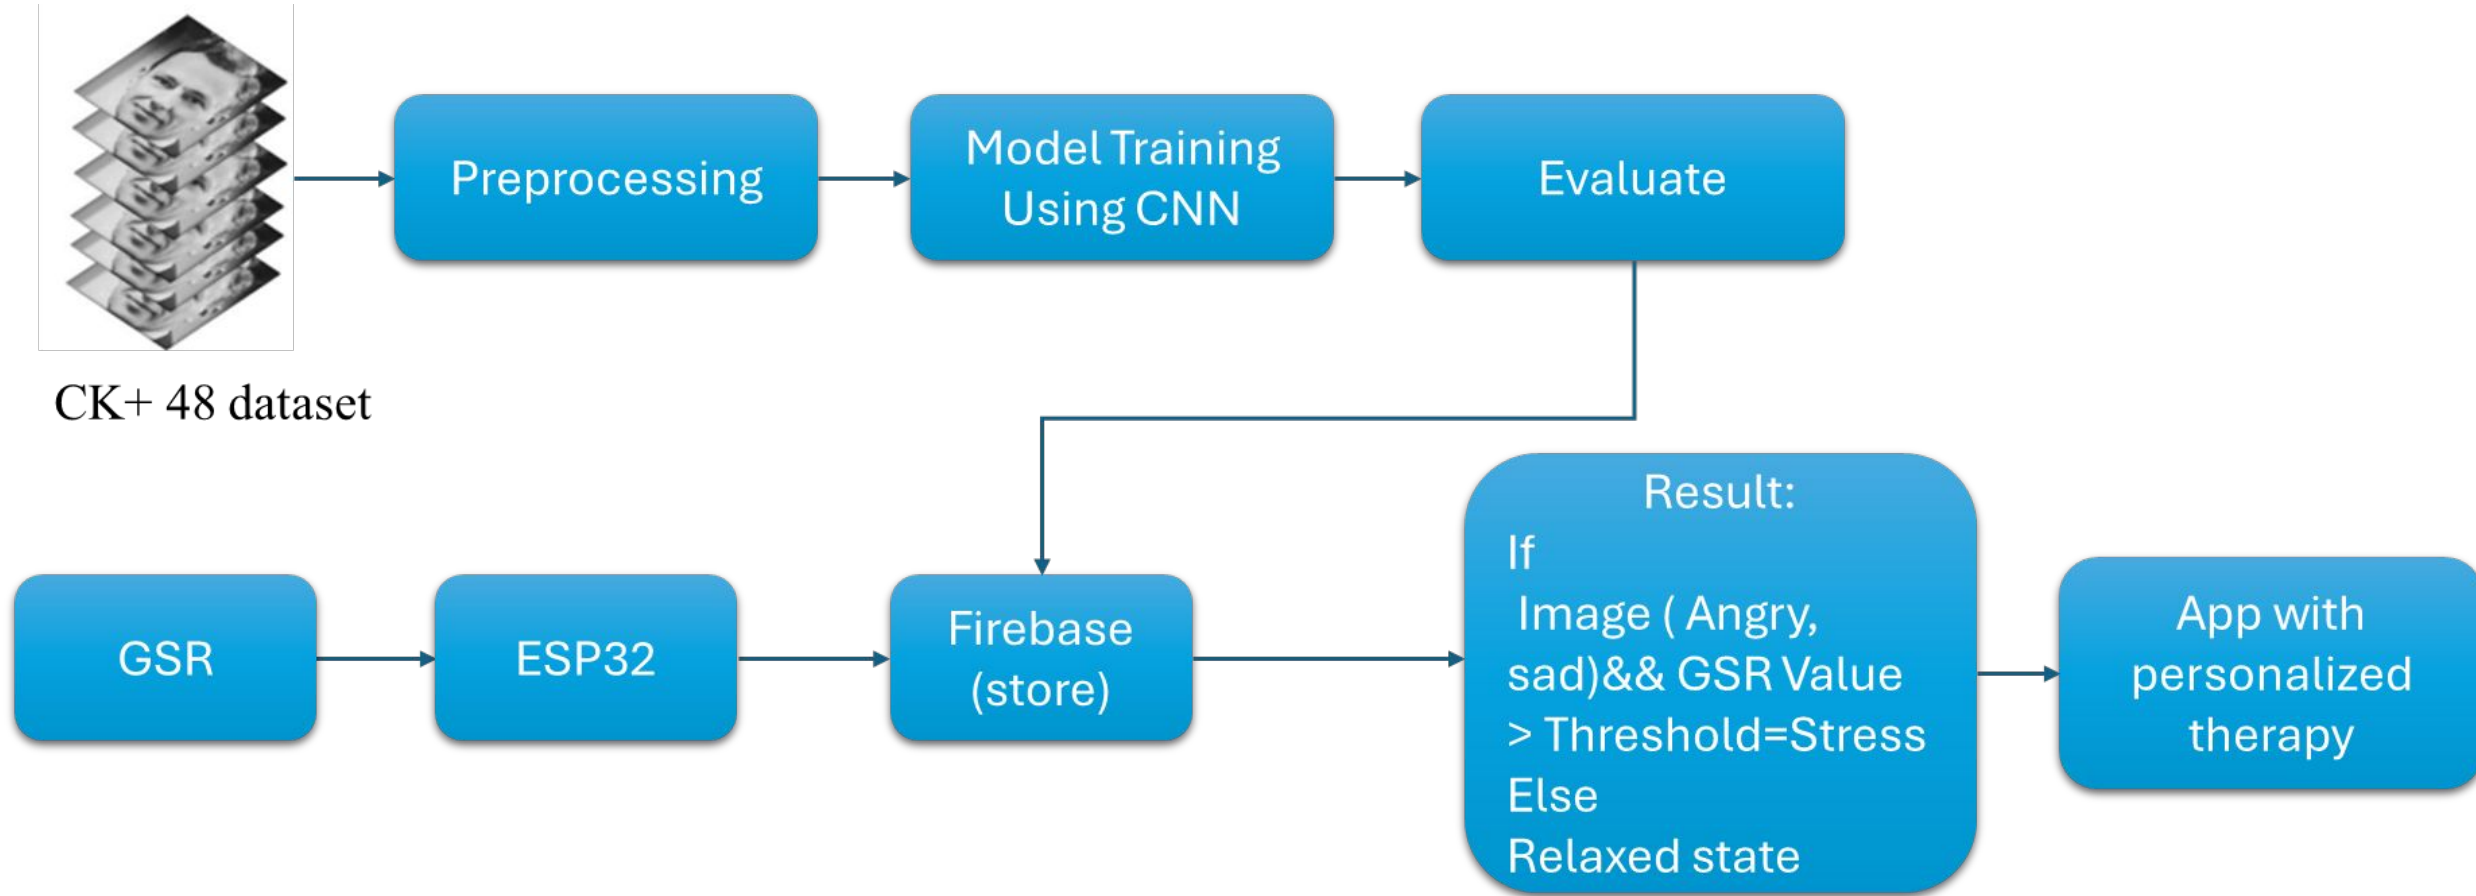 Preprocessing
Model Training
Using CNN
Evaluate
CK+ 48 dataset
GSR
ESP32
Firebase
(store)
Result:
If
Image ( Angry,
sad)&& GSR Value
> Threshold=Stress
Else
Relaxed state
App with
personalized
therapy